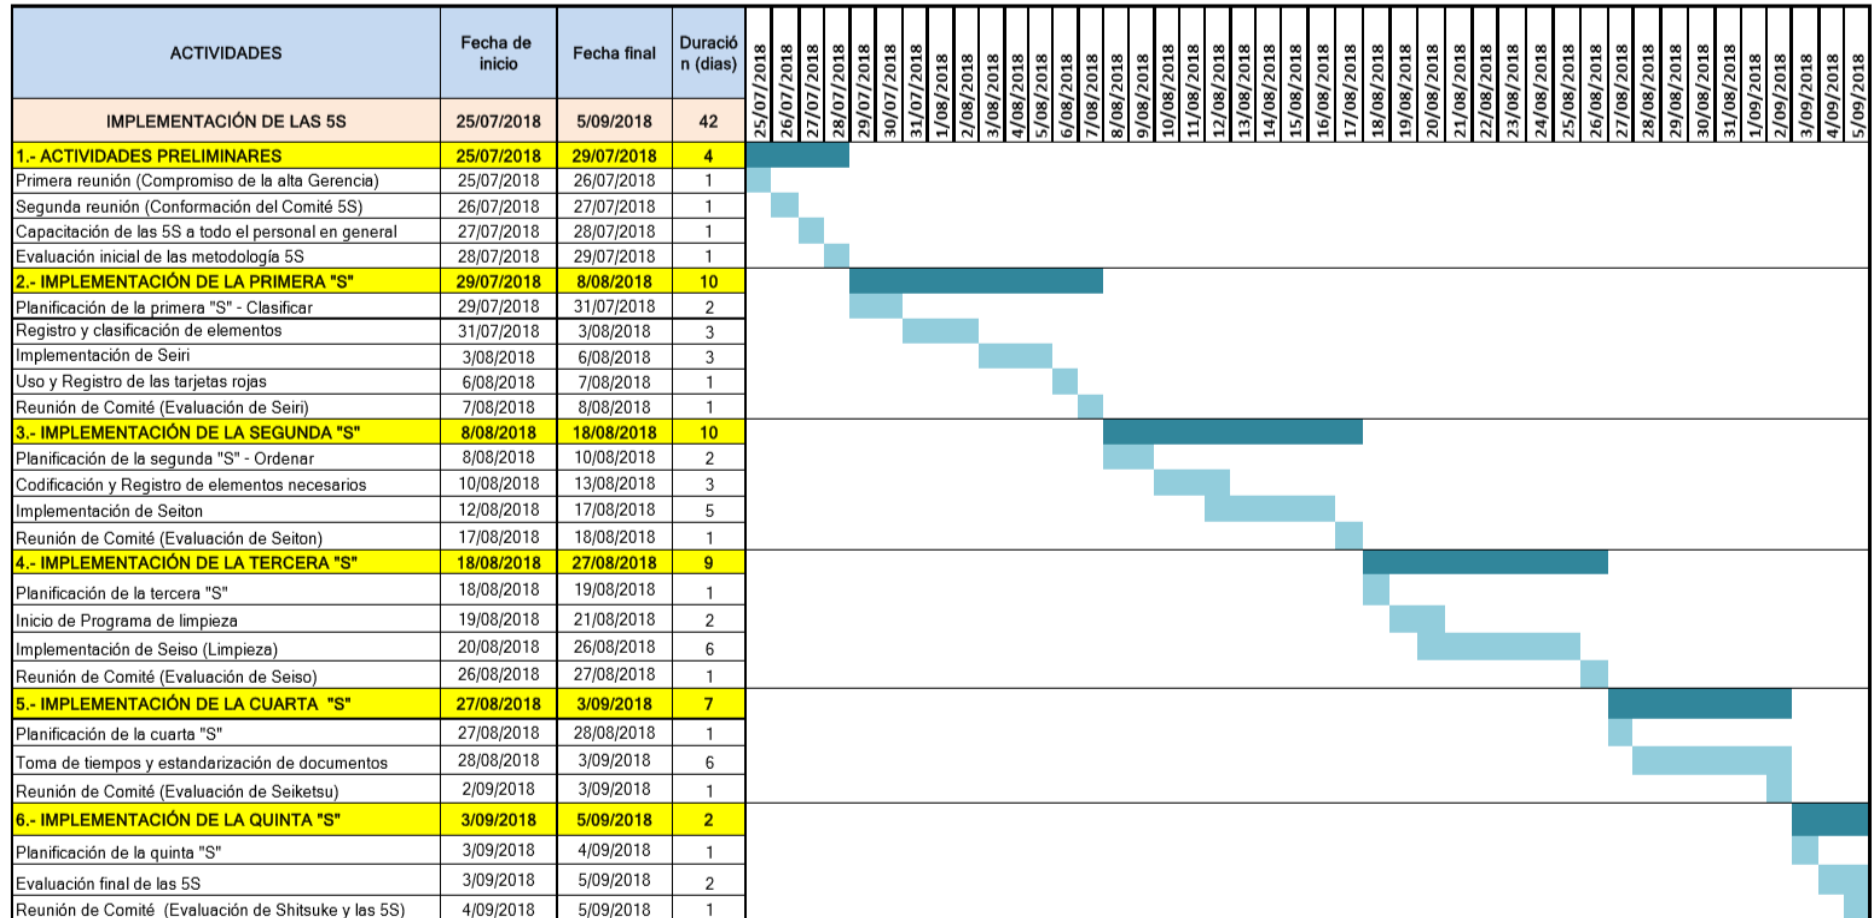 ACTIVIDADES Fecha de inicio Fecha final Duració n (dias) 25/07/2018 26/07/2018 27/07/2018 28/07/2018 29/07/2018 30/07/2018 31/07/2018 1/08/2018 2/08/2018 3/08/2018 4/08/2018 5/08/2018 6/08/2018 7/08/2018 8/08/2018 9/08/2018 10/08/2018 11/08/2018 12/08/2018 13/08/2018 14/08/2018 15/08/2018 16/08/2018 17/08/2018 18/08/2018 19/08/2018 20/08/2018 21/08/2018 22/08/2018 23/08/2018 24/08/2018 25/08/2018 26/08/2018 27/08/2018 28/08/2018 29/08/2018 30/08/2018 31/08/2018 1/09/2018 2/09/2018 3/09/2018 4/09/2018 5/09/2018
IMPLEMENTACIÓN DE LAS 5S 25/07/2018 5/09/2018 42
1.- ACTIVIDADES PRELIMINARES 25/07/2018 29/07/2018 4
Primera reunión (Compromiso de la alta Gerencia) 25/07/2018 26/07/2018 1
Segunda reunión (Conformación del Comité 5S) 26/07/2018 27/07/2018 1
Capacitación de las 5S a todo el personal en general 27/07/2018 28/07/2018 1
Evaluación inicial de las metodología 5S 28/07/2018 29/07/2018 1
2.- IMPLEMENTACIÓN DE LA PRIMERA "S" 29/07/2018 8/08/2018 10
Planificación de la primera "S" - Clasificar 29/07/2018 31/07/2018 2
Registro y clasificación de elementos 31/07/2018 3/08/2018 3
Implementación de Seiri 3/08/2018 6/08/2018 3
Uso y Registro de las tarjetas rojas 6/08/2018 7/08/2018 1
Reunión de Comité (Evaluación de Seiri) 7/08/2018 8/08/2018 1
3.- IMPLEMENTACIÓN DE LA SEGUNDA "S" 8/08/2018 18/08/2018 10
Planificación de la segunda "S" - Ordenar 8/08/2018 10/08/2018 2
Codificación y Registro de elementos necesarios 10/08/2018 13/08/2018 3
Implementación de Seiton 12/08/2018 17/08/2018 5
Reunión de Comité (Evaluación de Seiton) 17/08/2018 18/08/2018 1
4.- IMPLEMENTACIÓN DE LA TERCERA "S" 18/08/2018 27/08/2018 9
Planificación de la tercera "S" 18/08/2018 19/08/2018 1
Inicio de Programa de limpieza 19/08/2018 21/08/2018 2
Implementación de Seiso (Limpieza) 20/08/2018 26/08/2018 6
Reunión de Comité (Evaluación de Seiso) 26/08/2018 27/08/2018 1
5.- IMPLEMENTACIÓN DE LA CUARTA "S" 27/08/2018 3/09/2018 7
Planificación de la cuarta "S" 27/08/2018 28/08/2018 1
Toma de tiempos y estandarización de documentos 28/08/2018 3/09/2018 6
Reunión de Comité (Evaluación de Seiketsu) 2/09/2018 3/09/2018 1
6.- IMPLEMENTACIÓN DE LA QUINTA "S" 3/09/2018 5/09/2018 2
Planificación de la quinta "S" 3/09/2018 4/09/2018 1
Evaluación final de las 5S 3/09/2018 5/09/2018 2
Reunión de Comité (Evaluación de Shitsuke y las 5S) 4/09/2018 5/09/2018 1